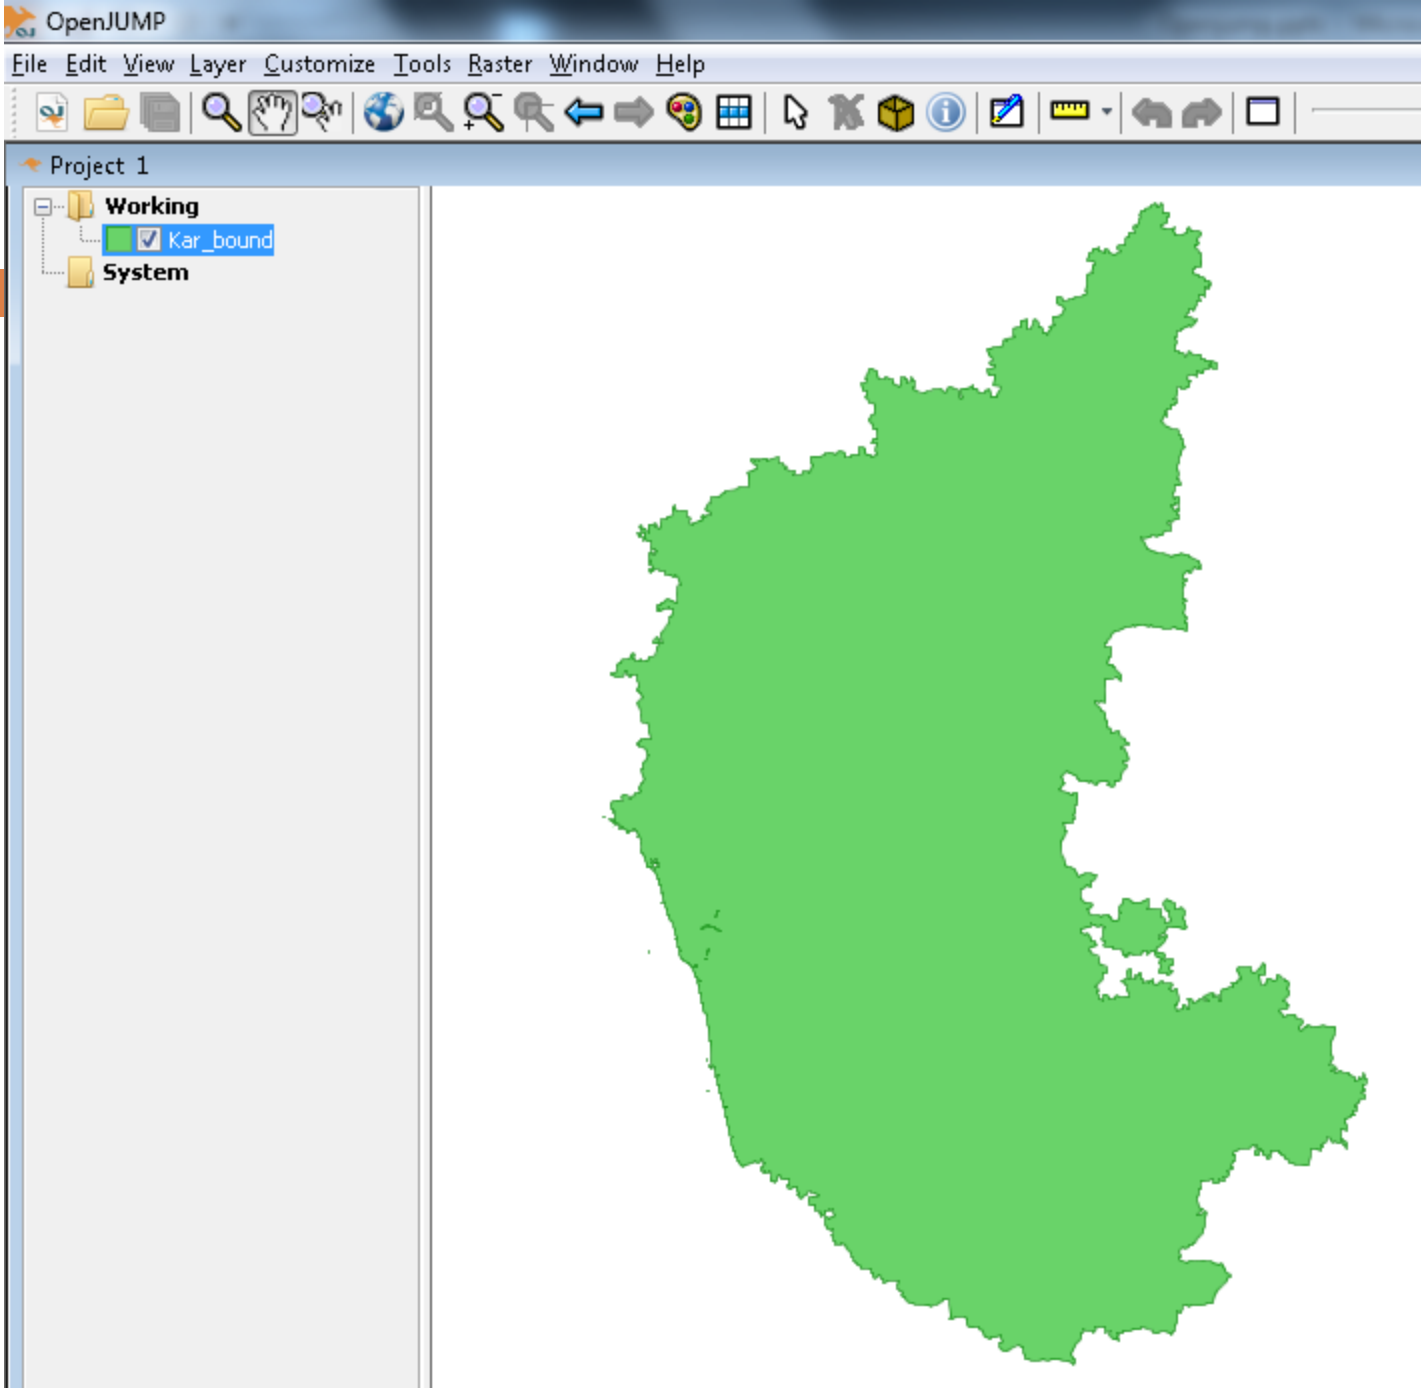 OpenJUMP
File Edit View Layer Customize Tools Raster Window Help
Project 1
Working
Kar_bound
System